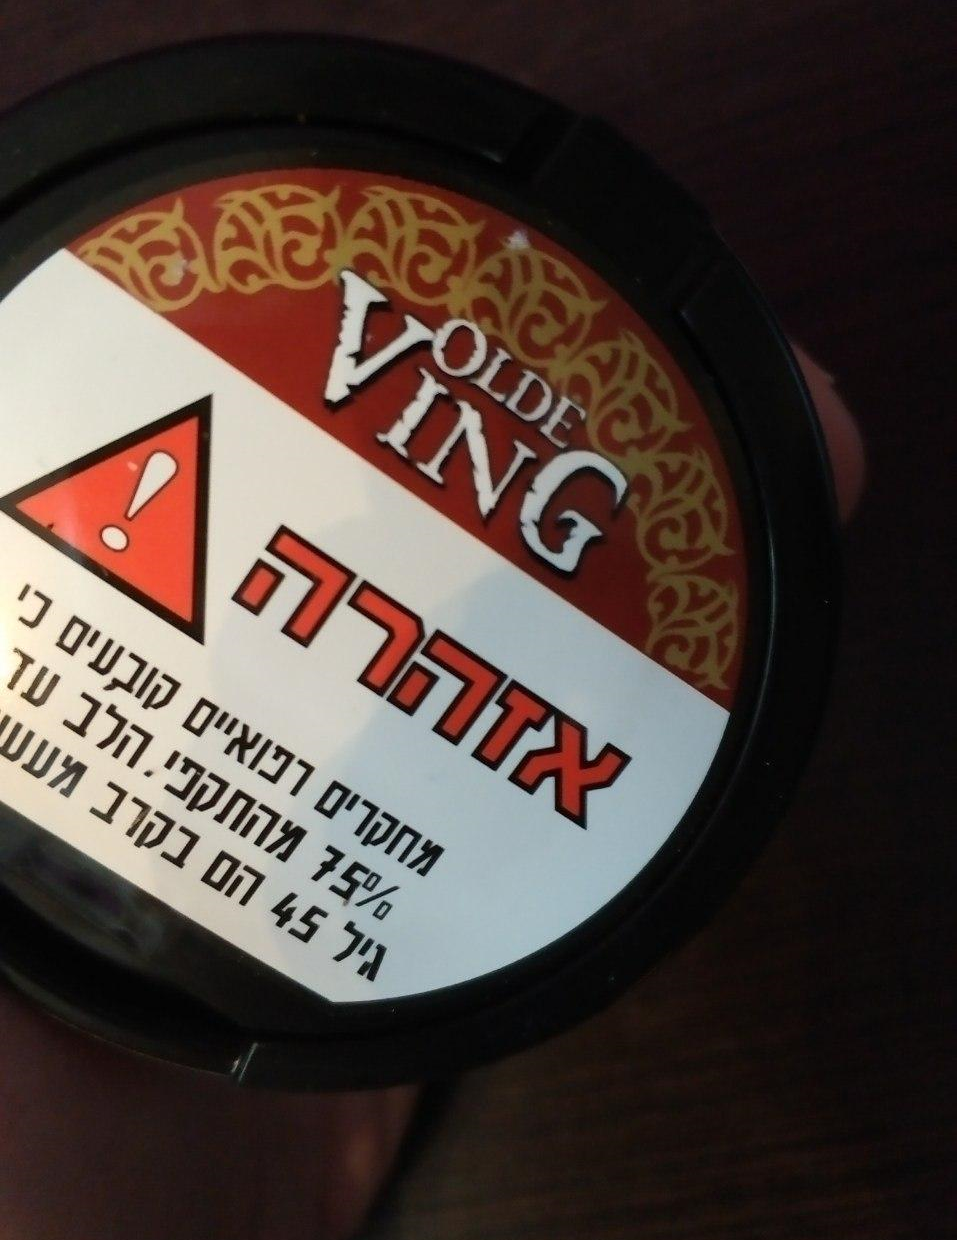 OLDE
VING
אזהרה
מחקרים רפואיים קובעים כי
75% מהתקפי הלב עד
גיל 45 הם בקרב